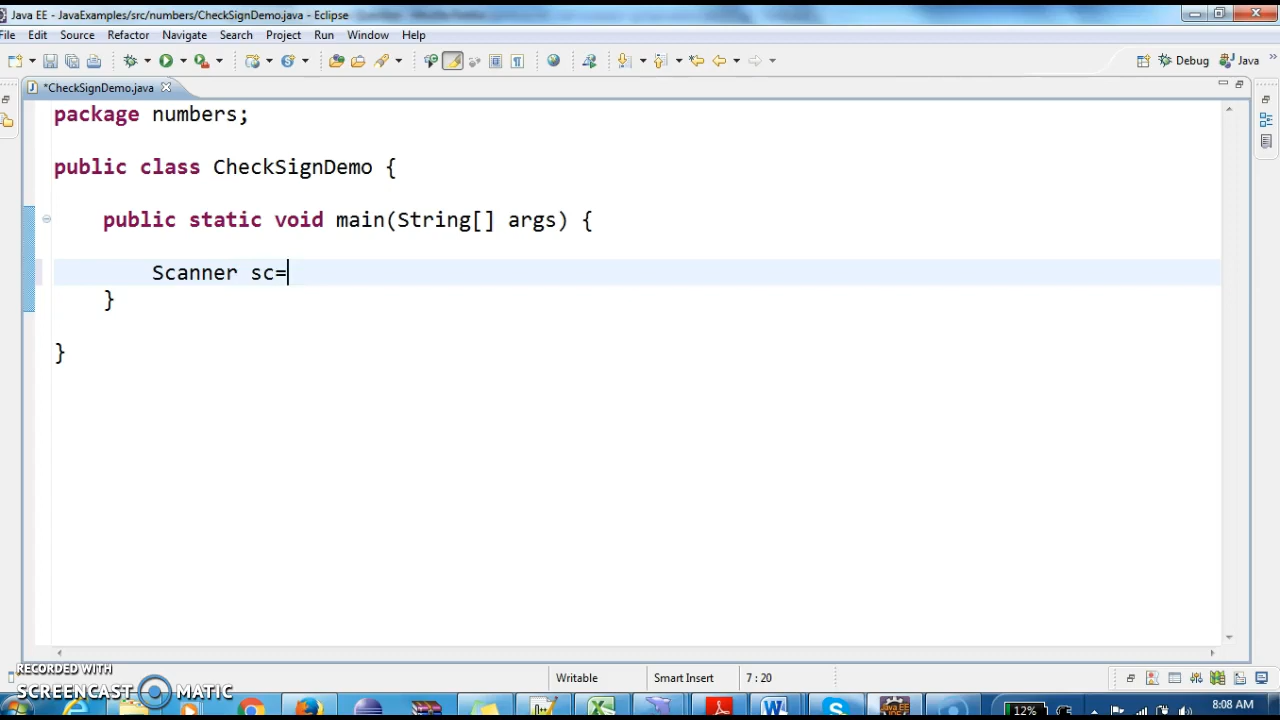 Java EE - JavaExamples/src/numbers/CheckSignDemo.java - Eclipse
File Edit Source Refactor Navigate Search Project Run Window Help
Debug Java
*CheckSignDemo.java
package numbers;
public class CheckSignDemo {
public static void main(String[] args) {
Scanner sc=
}
}
Writable Smart Insert 7 : 20
RECORDED WITH
SCREENCAST MATIC
12% 8:08 AM